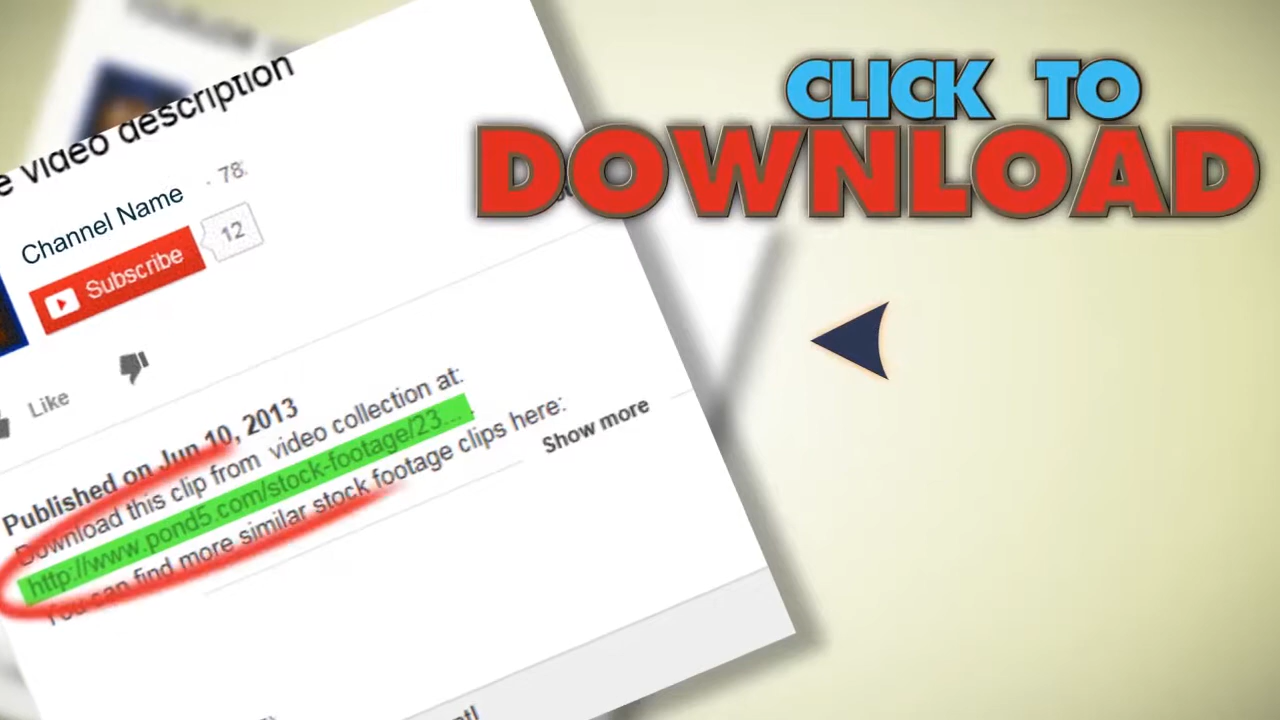 CLICK TO
DOWNLOAD
video description
Channel Name
78
Subscribe
12
Like
Published on Jun 10, 2013
Download this clip from video collection at:
http://www.pond5.com/stock-footage/23...
You can find more similar stock footage clips here:
Show more